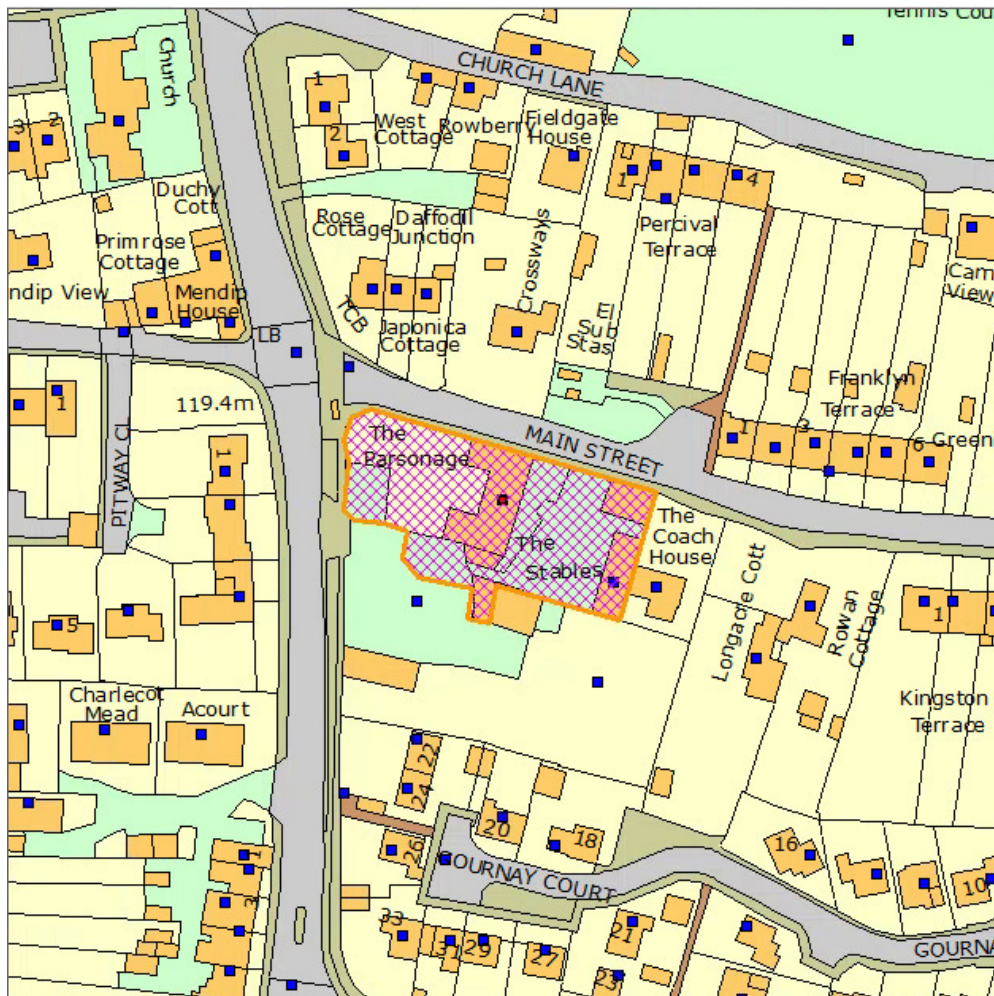 Tennis Cou
CHURCH LANE
Church
1
2
West
Cottage
Rowberry
Fieldgate
House
3
2
1
4
Duchy
Cott
Rose
Cottage
Daffodil
Junction
Crossways
Percival
Terrace
Primrose
Cottage
Cam
View
ndip View
Mendip
House
TCB
LB
Japonica
Cottage
El
Sub
Stas
Franklyn
Terrace
1
119.4m
The
Parsonage
MAIN STREET
1
3
6
Green
PITWAY CL
1
The
Stables
The
Coach
House
Longacre Cott
Rowan
Cottage
1
5
Charlecot
Mead
Acourt
Kingston
Terrace
22
24
20
18
26
16
GOURNAY COURT
1
3
10
33
31
29
27
21
23
GOURNA